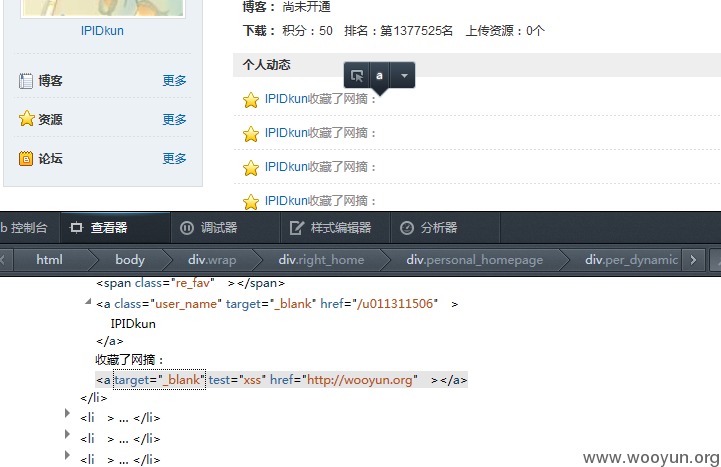 博客： 尚未开通
IPIDkun
下载： 积分：50 排名：第1377525名 上传资源：0个
个人动态
a
博客 更多
IPIDkun收藏了网摘：
资源 更多
IPIDkun收藏了网摘：
IPIDkun收藏了网摘：
论坛 更多
IPIDkun收藏了网摘：
b 控制台 查看器 调试器 样式编辑器 分析器
html body div.wrap div.right_home div.personal_homepage div.per_dynamic
<span class="re_fav" ></span>
<a class="user_name" target="_blank" href="/u011311506" >
IPIDkun
</a>
收藏了网摘：
<a target="_blank" test="xss" href="http://wooyun.org" ></a>
</li>
<li > ... </li>
<li > ... </li>
<li > ... </li>
www.wooyun.org